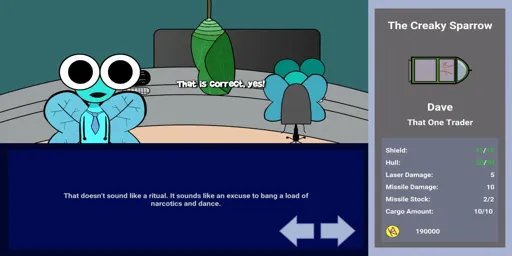 That is correct, yes!
That doesn't sound like a ritual. It sounds like an excuse to bang a load of
narcotics and dance.
The Creaky Sparrow
Dave
That One Trader
Shield:
Hull:
Laser Damage: 5
Missile Damage: 10
Missile Stock: 2/2
Cargo Amount: 10/10
190000